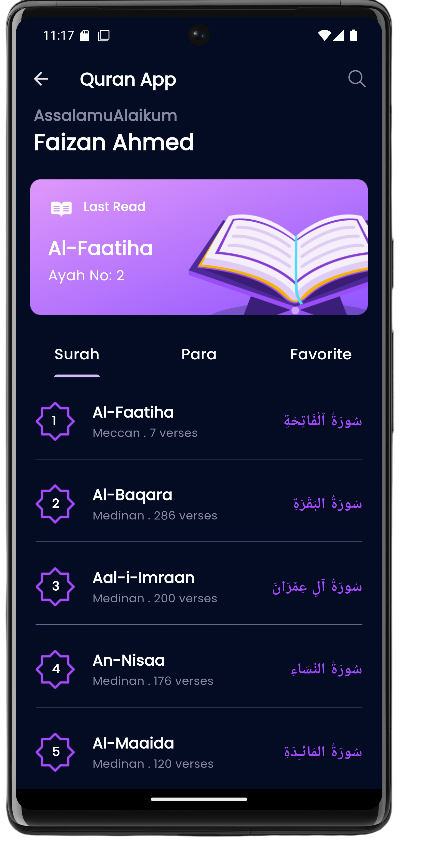 11:17
Quran App
AssalamuAlaikum
Faizan Ahmed
Last Read
Al-Faatiha
Ayah No: 2
Surah Para Favorite
1 Al-Faatiha سُورَةُ ٱلْفَاتِحَةِ
Meccan . 7 verses
2 Al-Baqara سُورَةُ البَقَرَةِ
Medinan . 286 verses
3 Aal-i-Imraan سُورَةُ آلِ عِمۡرَانَ
Medinan . 200 verses
4 An-Nisaa سُورَةُ النِّسَاءِ
Medinan . 176 verses
5 Al-Maaida سُورَةُ المَائـِدَةِ
Medinan . 120 verses